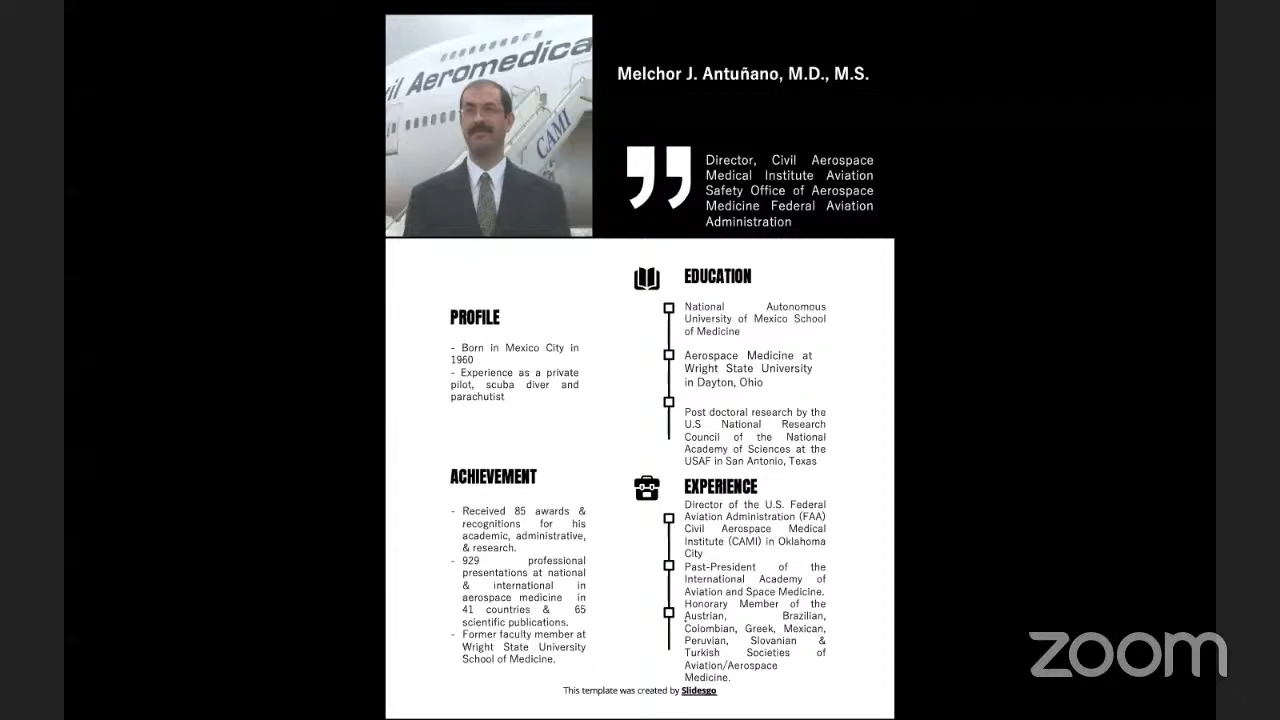 vil Aeromedica
CAMI
Melchor J. Antuñano, M.D., M.S.
Director, Civil Aerospace
Medical Institute Aviation
Safety Office of Aerospace
Medicine Federal Aviation
Administration
PROFILE
- Born in Mexico City in
1960
- Experience as a private
pilot, scuba diver and
parachutist
ACHIEVEMENT
- Received 85 awards &
recognitions for his
academic, administrative,
& research.
- 929 professional
presentations at national
& international in
aerospace medicine in
41 countries & 65
scientific publications.
- Former faculty member at
Wright State University
School of Medicine.
EDUCATION
National Autonomous
University of Mexico School
of Medicine
Aerospace Medicine at
Wright State University
in Dayton, Ohio
Post doctoral research by the
U.S National Research
Council of the National
Academy of Sciences at the
USAF in San Antonio, Texas
EXPERIENCE
Director of the U.S. Federal
Aviation Administration (FAA)
Civil Aerospace Medical
Institute (CAMI) in Oklahoma
City
Past-President of the
International Academy of
Aviation and Space Medicine.
Honorary Member of the
Austrian, Brazilian,
Colombian, Greek, Mexican,
Peruvian, Slovanian &
Turkish Societies of
Aviation/Aerospace
Medicine.
This template was created by Slidesgo
zoom